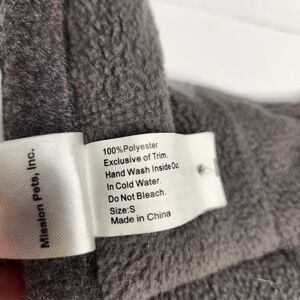 Mission Pets, Inc.
100%Polyester
Exclusive of Trim.
Hand Wash Inside Out.
In Cold Water.
Do Not Bleach.
Size:S
Made in China